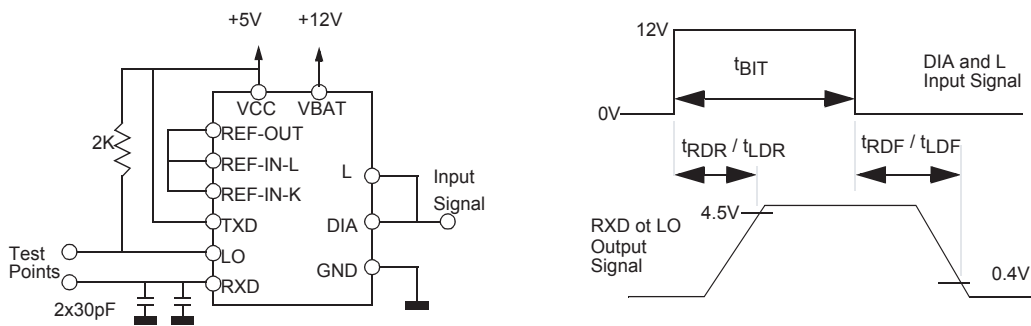 +5V
+12V
VCC
VBAT
2K
REF-OUT
REF-IN-L
REF-IN-K
TXD
LO
RXD
L
DIA
GND
Input
Signal
Test
Points
2x30pF
12V
0V
tBIT
DIA and L
Input Signal
tRDR / tLDR
tRDF / tLDF
4.5V
RXD ot LO
Output
Signal
0.4V